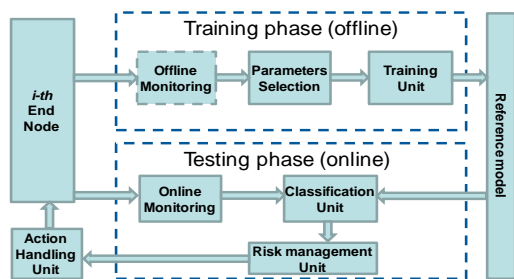 Training phase (offline)
i-th
End
Node
Offline
Monitoring
Parameters
Selection
Training
Unit
Reference model
Testing phase (online)
Online
Monitoring
Classification
Unit
Action
Handling
Unit
Risk management
Unit